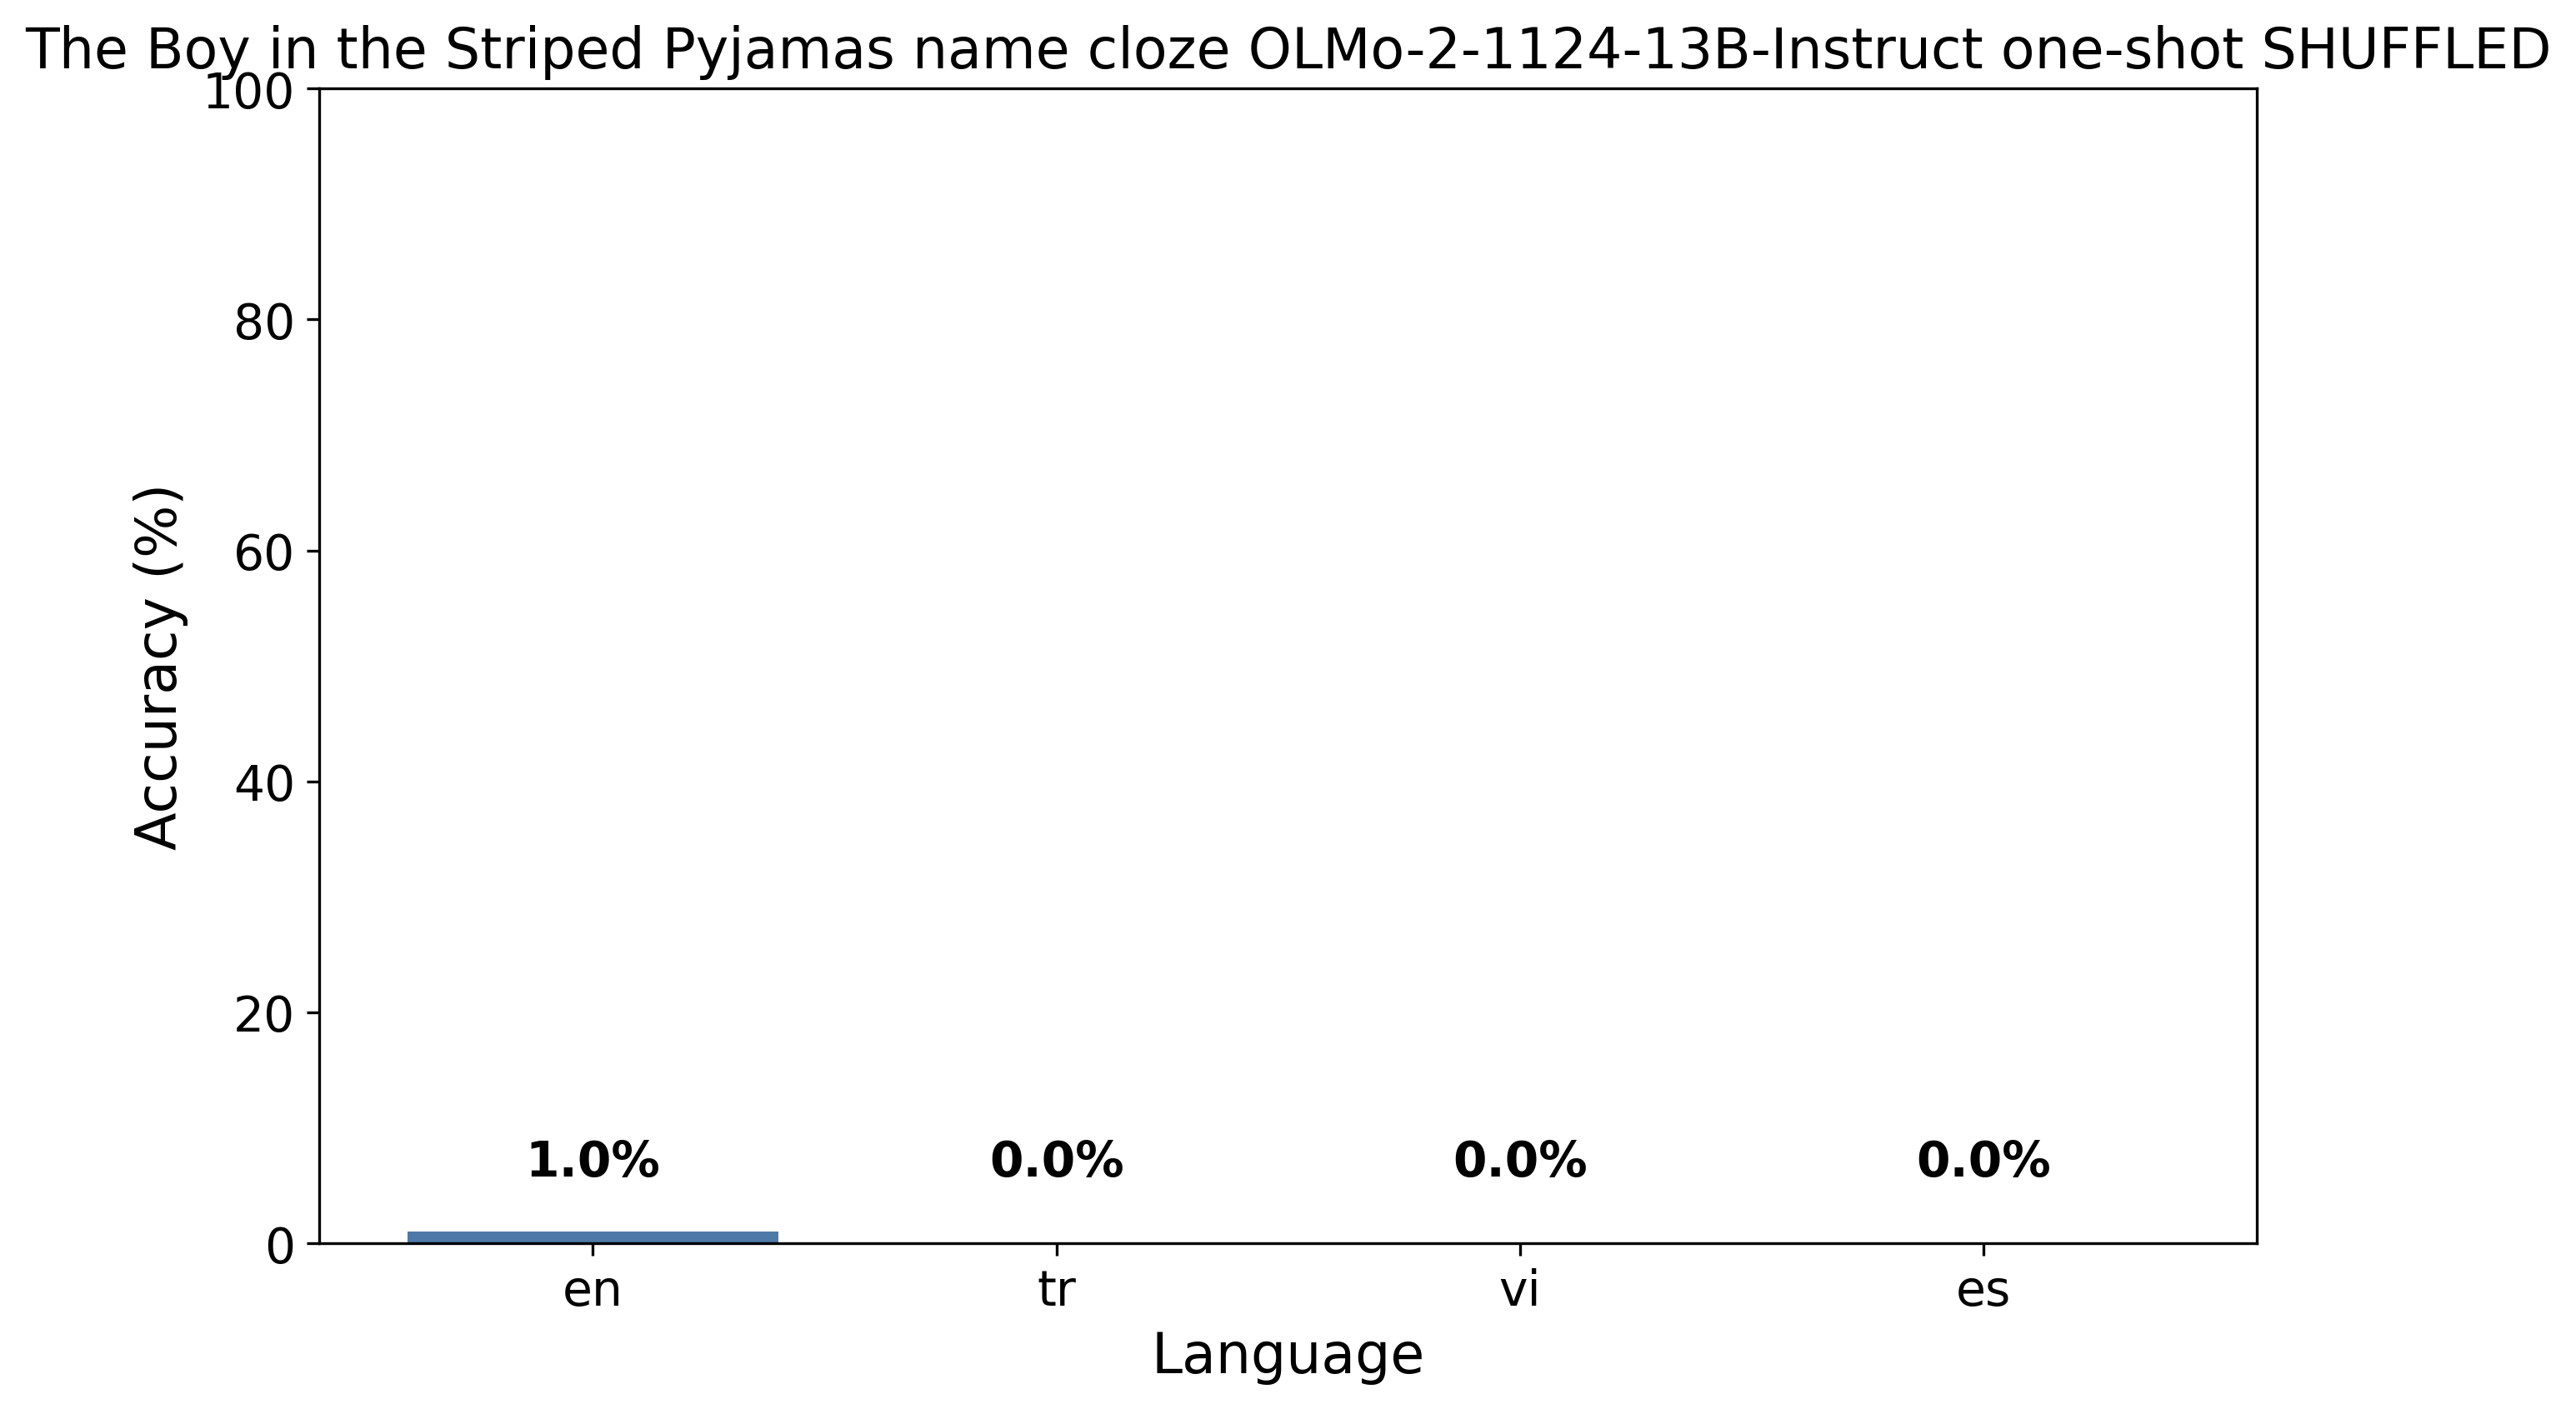 The Boy in the Striped Pyjamas name cloze OLMo-2-1124-13B-Instruct one-shot SHUFFLED
100
80
60
40
20
0
Accuracy (%)
1.0% 0.0% 0.0% 0.0%
en tr vi es
Language